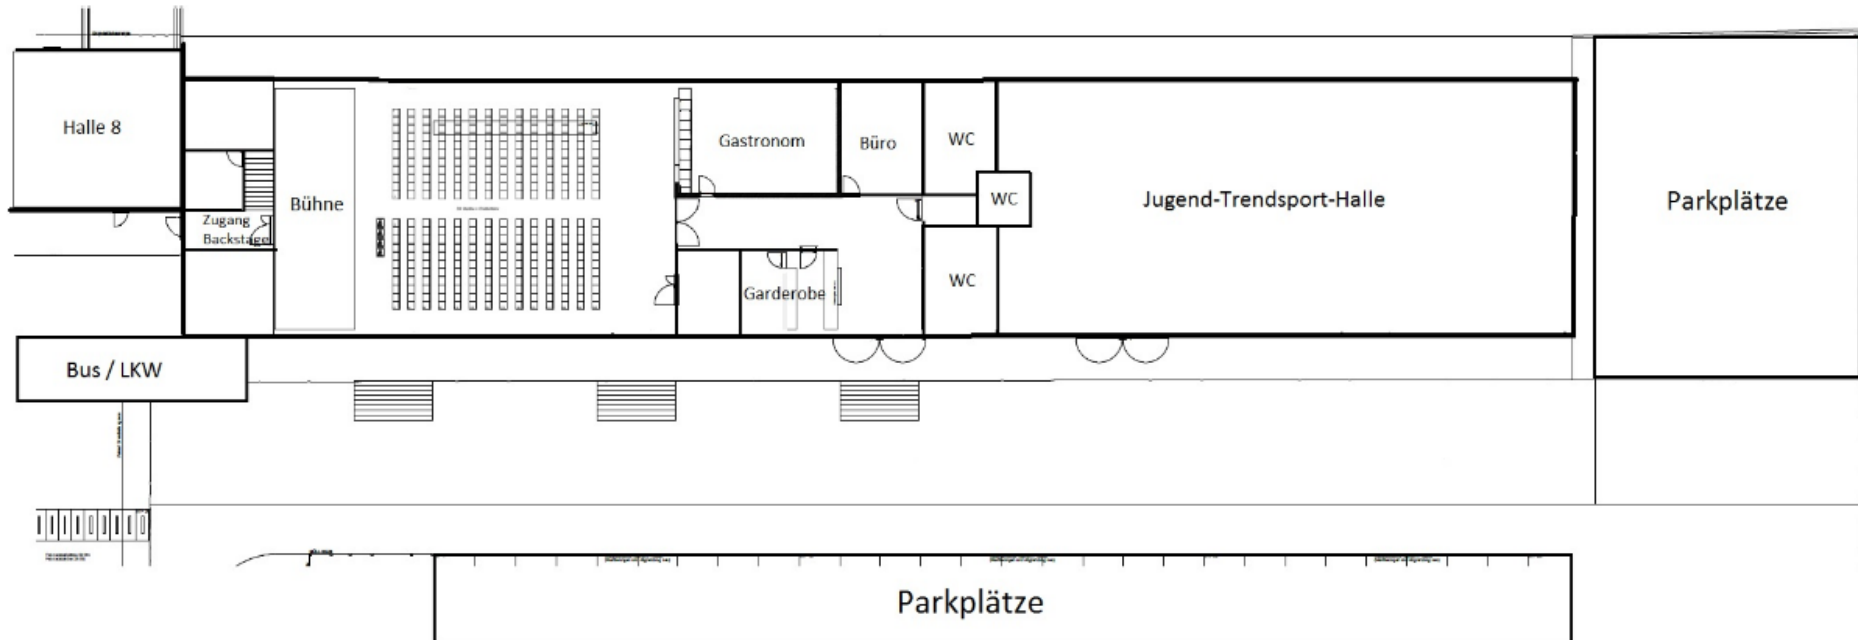 Halle 8
Gastronom
Büro
WC
WC
Jugend-Trendsport-Halle
Parkplätze
Bühne
Zugang
Backstage
WC
Garderobe
Bus / LKW
Parkplätze